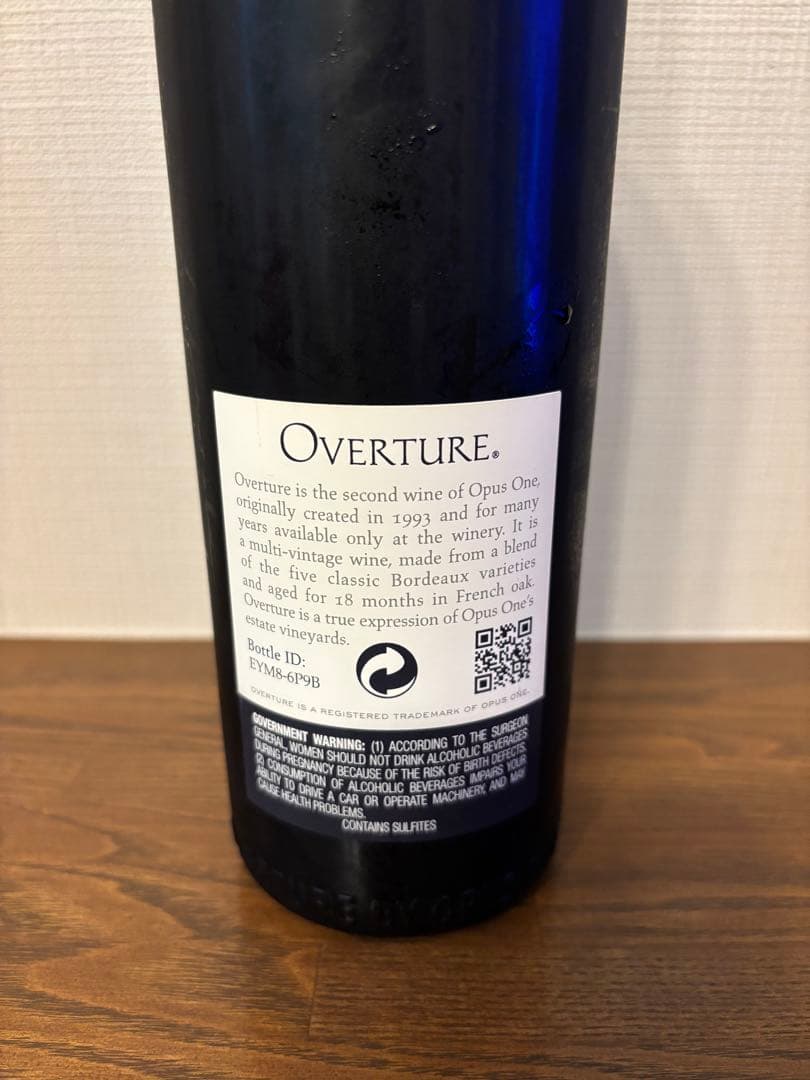 OVERTURE®
Overture is the second wine of Opus One,
originally created in 1993 and for many
years available only at the winery. It is
a multi-vintage wine, made from a blend
of the five classic Bordeaux varieties
and aged for 18 months in French oak.
Overture is a true expression of Opus One's
estate vineyards.
Bottle ID:
EYM8-6P9B
OVERTURE IS A REGISTERED TRADEMARK OF OPUS ONE.
GOVERNMENT WARNING: (1) ACCORDING TO THE SURGEON
GENERAL, WOMEN SHOULD NOT DRINK ALCOHOLIC BEVERAGES
DURING PREGNANCY BECAUSE OF THE RISK OF BIRTH DEFECTS.
(2) CONSUMPTION OF ALCOHOLIC BEVERAGES IMPAIRS YOUR
ABILITY TO DRIVE A CAR OR OPERATE MACHINERY, AND MAY
CAUSE HEALTH PROBLEMS.
CONTAINS SULFITES